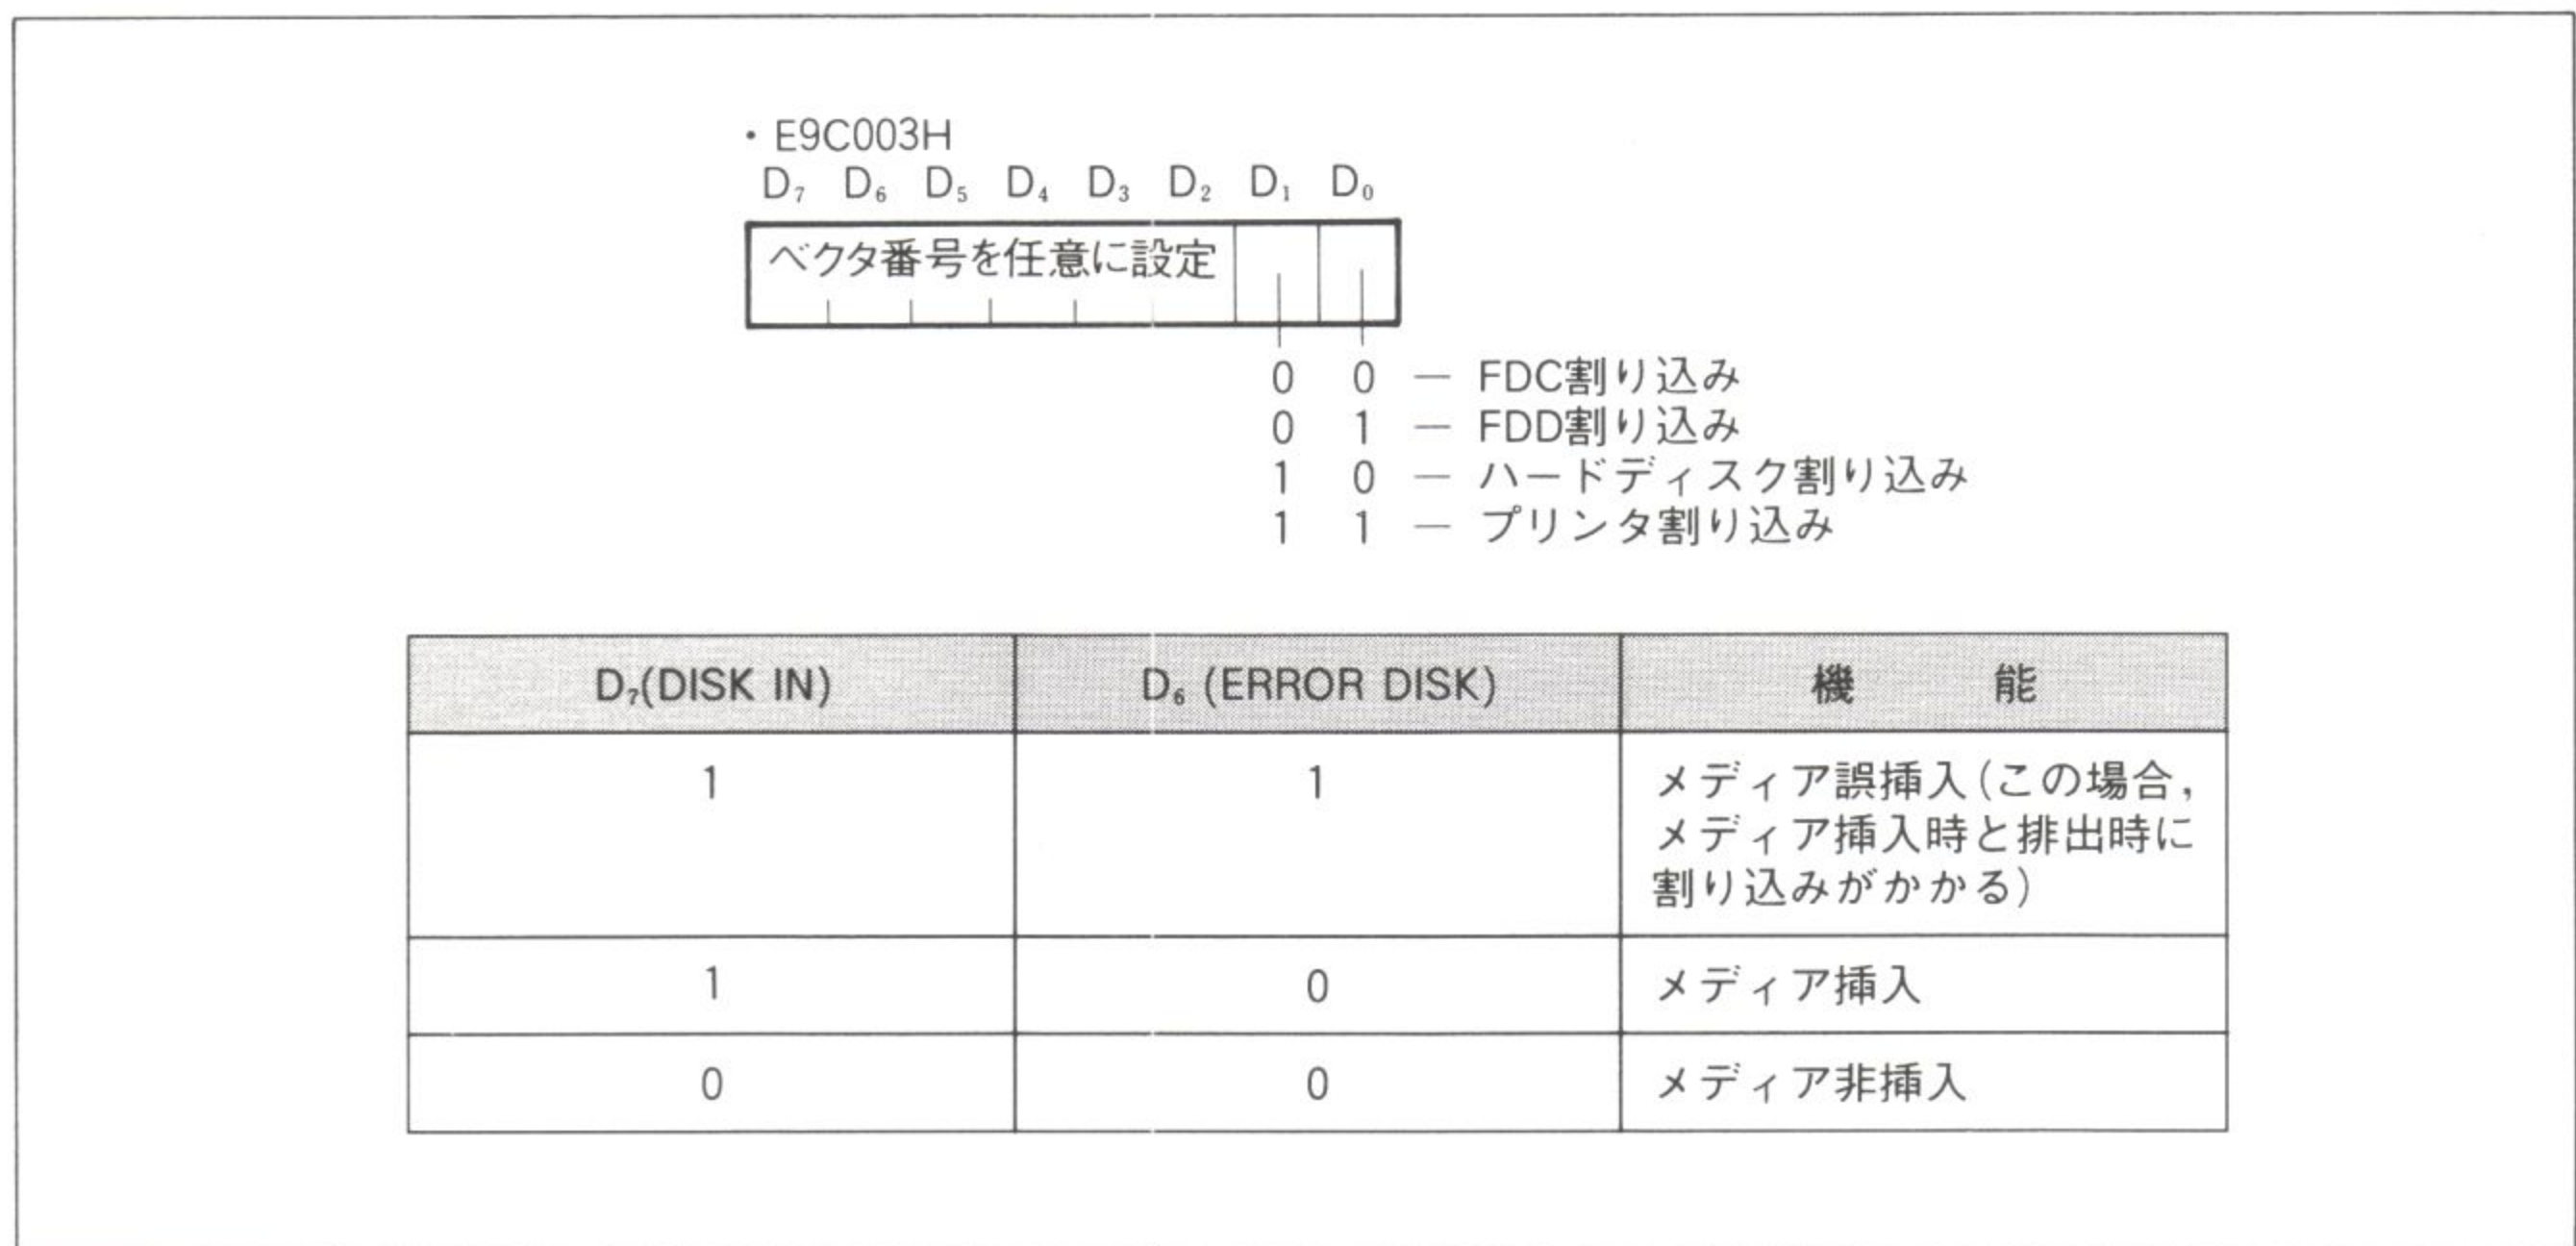 ・E9C003H
D₇ D₆ D₅ D₄ D₃ D₂ D₁ D₀
ベクタ番号を任意に設定
0 0 — FDC割り込み
0 1 — FDD割り込み
1 0 — ハードディスク割り込み
1 1 — プリンタ割り込み
D₇(DISK IN) D₆ (ERROR DISK) 機 能
1 1 メディア誤挿入(この場合,
メディア挿入時と排出時に
割り込みがかかる)
1 0 メディア挿入
0 0 メディア非挿入